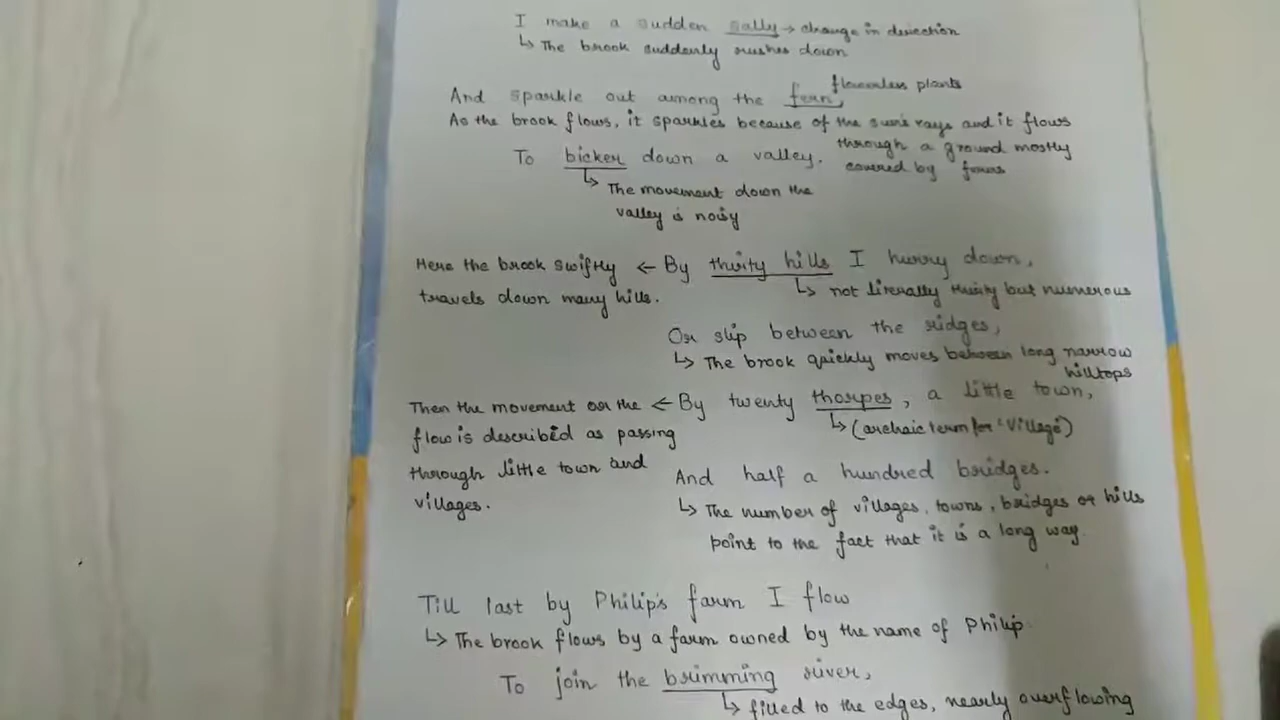 I make a sudden sally → change in direction
↳ The brook suddenly rushes down
flowerless plants
And sparkle out among the fern,
As the brook flows, it sparkles because of the sun's rays and it flows
through a ground mostly
covered by ferns
To bicker down a valley.
↳ The movement down the
valley is noisy
Here the brook swiftly ← By thirty hills I hurry down,
travels down many hills.
↳ not literally thirty but numerous
Or slip between the ridges,
↳ The brook quickly moves between long narrow
hilltops
Then the movement or the ← By twenty thorpes, a little town,
flow is described as passing
through little town and
villages.
↳ (archaic term for 'Village')
And half a hundred bridges.
↳ The number of villages, towns, bridges or hills
point to the fact that it is a long way.
Till last by Philip's farm I flow
↳ The brook flows by a farm owned by the name of Philip.
To join the brimming river,
↳ filled to the edges, nearly overflowing